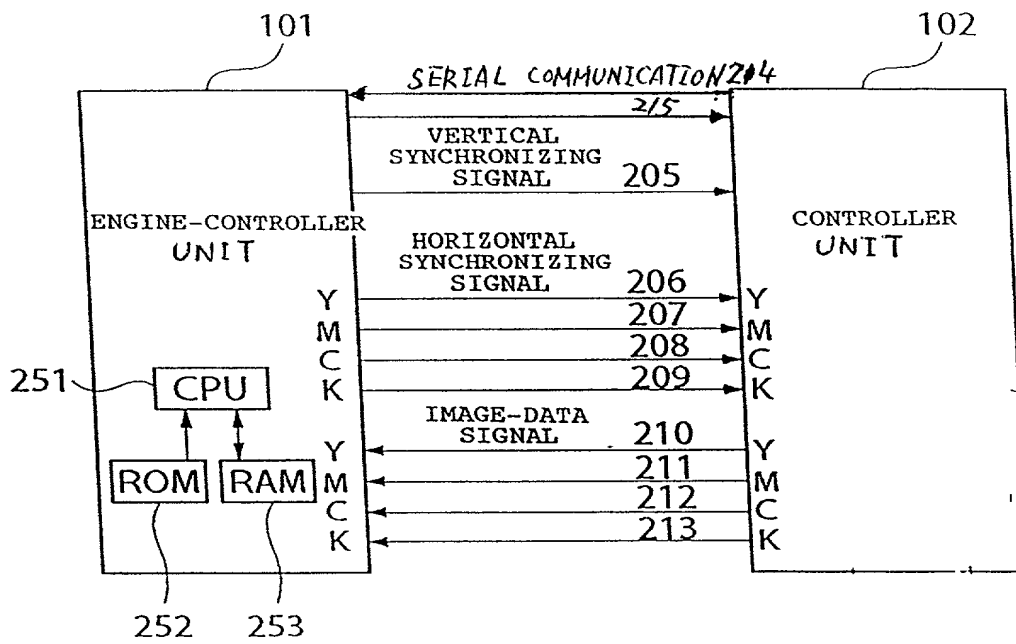 101
102
SERIAL COMMUNICATION 214
215
VERTICAL
SYNCHRONIZING
SIGNAL 205
ENGINE-CONTROLLER
UNIT
CONTROLLER
UNIT
HORIZONTAL
SYNCHRONIZING
SIGNAL
Y 206 Y
M 207 M
C 208 C
K 209 K
251 CPU
IMAGE-DATA
SIGNAL
Y 210 Y
ROM RAM M 211 M
C 212 C
K 213 K
252 253